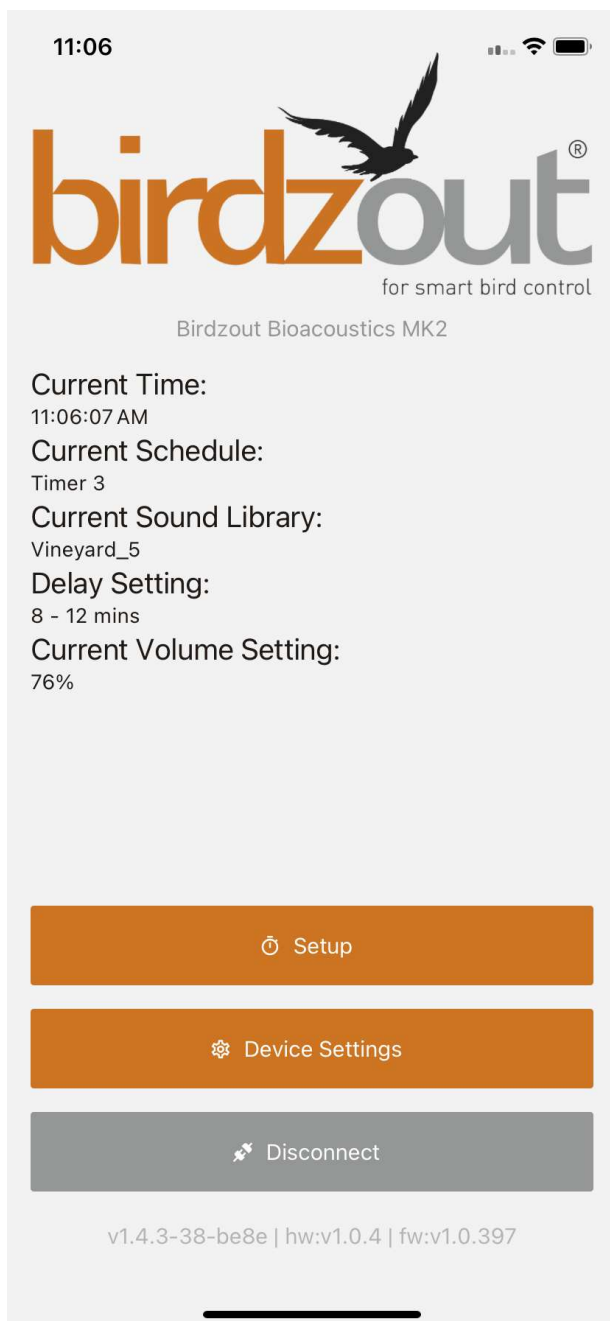 11:06
birdzout®
for smart bird control
Birdzout Bioacoustics MK2
Current Time:
11:06:07 AM
Current Schedule:
Timer 3
Current Sound Library:
Vineyard_5
Delay Setting:
8 - 12 mins
Current Volume Setting:
76%
Setup
Device Settings
Disconnect
v1.4.3-38-be8e | hw:v1.0.4 | fw:v1.0.397